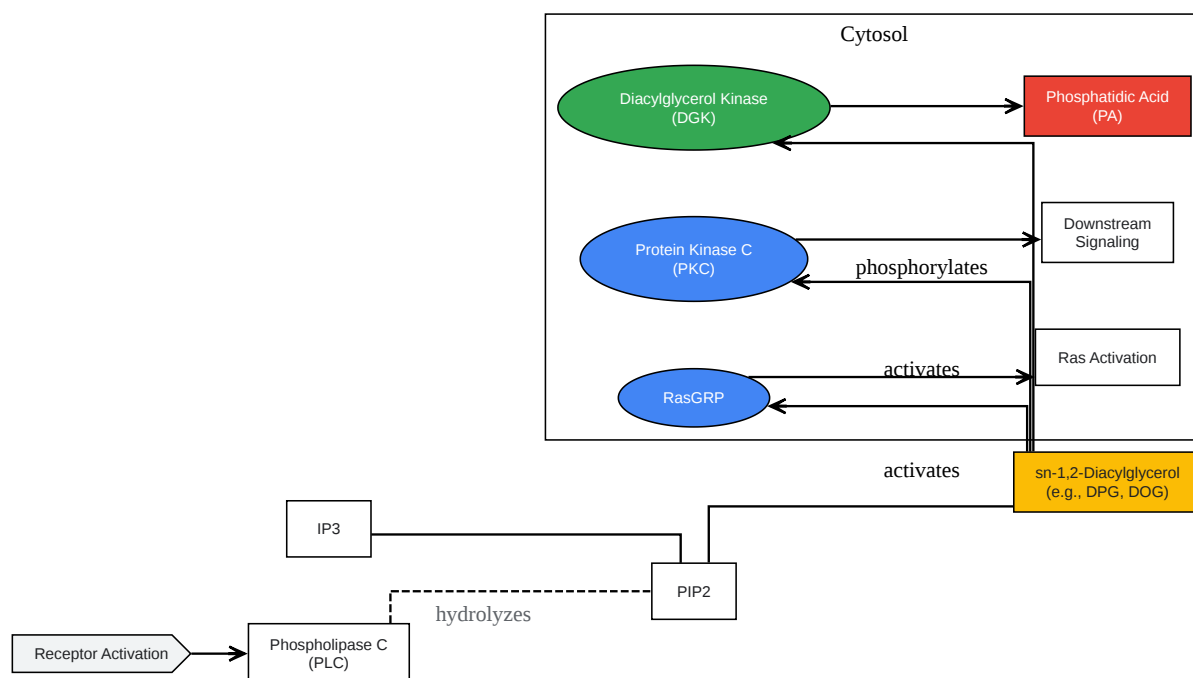 Cytosol
Diacylglycerol Kinase
(DGK)
Phosphatidic Acid
(PA)
Downstream
Signaling
Protein Kinase C
(PKC)
phosphorylates
Ras Activation
activates
RasGRP
activates
sn-1,2-Diacylglycerol
(e.g., DPG, DOG)
IP3
PIP2
hydrolyzes
Receptor Activation
Phospholipase C
(PLC)